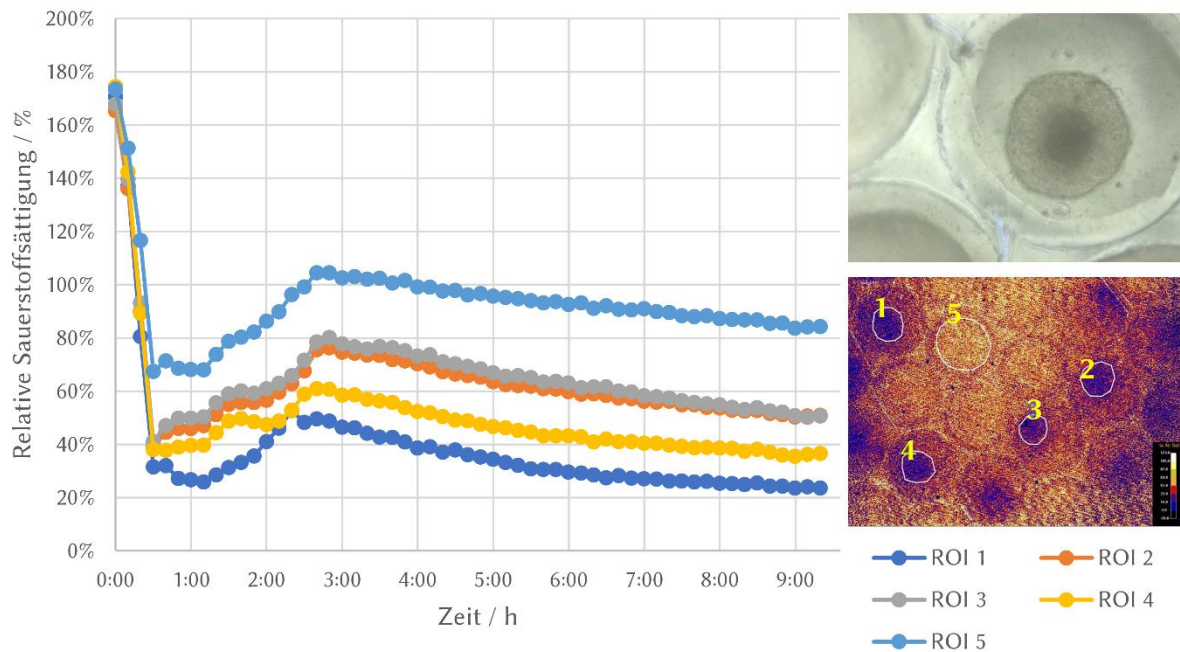 200%
180%
160%
140%
120%
100%
80%
60%
40%
20%
0%
Relative Sauerstoffsättigung / %
0:00 1:00 2:00 3:00 4:00 5:00 6:00 7:00 8:00 9:00
Zeit / h
1
5
2
3
4
ROI 1 ROI 2
ROI 3 ROI 4
ROI 5